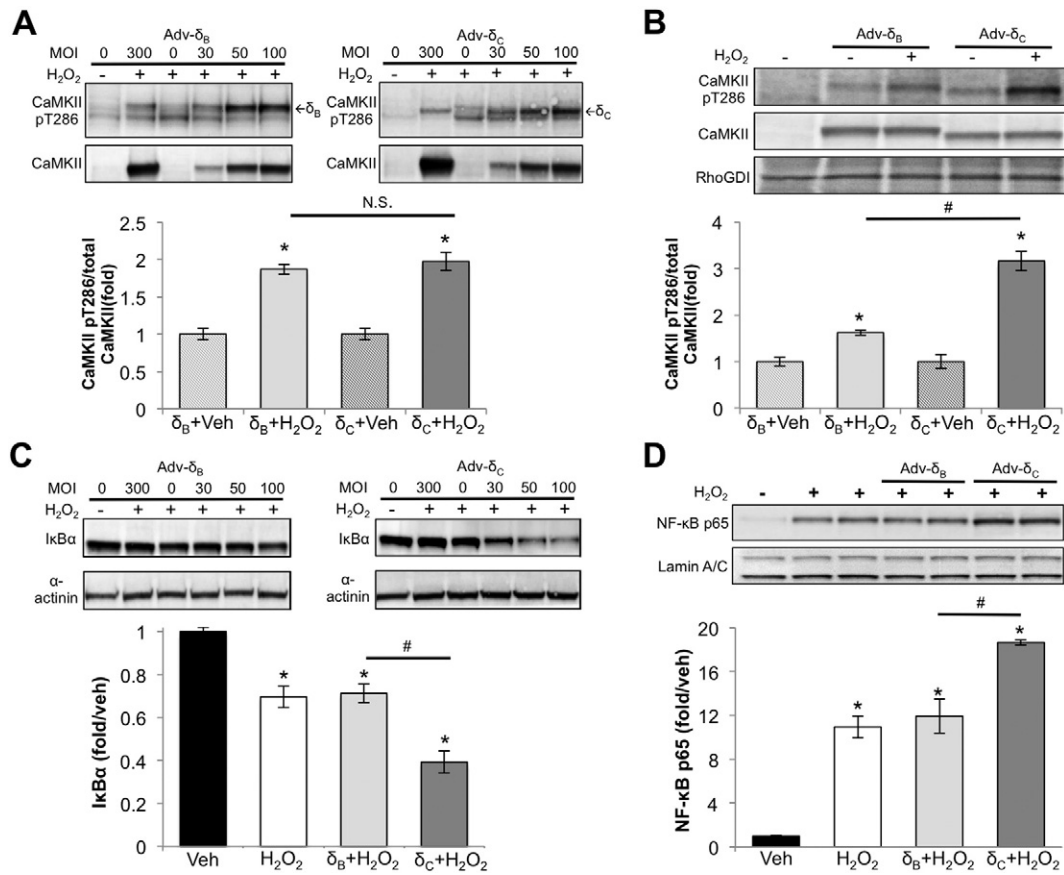 A
Adv-δB
MOI 0 300 0 30 50 100
H₂O₂ - + + + + +
CaMKII
pT286
←δB
CaMKII
Adv-δC
MOI 0 300 0 30 50 100
H₂O₂ - + + + + +
CaMKII
pT286
←δC
CaMKII
N.S.
CaMKII pT286/total
CaMKII(fold)
2.5
2
1.5
1
0.5
0
* *
δB+Veh δB+H₂O₂ δC+Veh δC+H₂O₂
B
Adv-δB Adv-δC
H₂O₂ - - + - +
CaMKII
pT286
CaMKII
RhoGDI
#
CaMKII pT286/total
CaMKII(fold)
4
3
2
1
0
* *
δB+Veh δB+H₂O₂ δC+Veh δC+H₂O₂
C
Adv-δB
MOI 0 300 0 30 50 100
H₂O₂ - + + + + +
IκBα
α-
actinin
Adv-δC
MOI 0 300 0 30 50 100
H₂O₂ - + + + + +
IκBα
α-
actinin
#
IκBα (fold/veh)
1
0.8
0.6
0.4
0.2
0
* * *
Veh H₂O₂ δB+H₂O₂ δC+H₂O₂
D
Adv-δB Adv-δC
H₂O₂ - + + + + + +
NF-κB p65
Lamin A/C
#
NF-κB p65 (fold/veh)
20
16
12
8
4
0
* * *
Veh H₂O₂ δB+H₂O₂ δC+H₂O₂